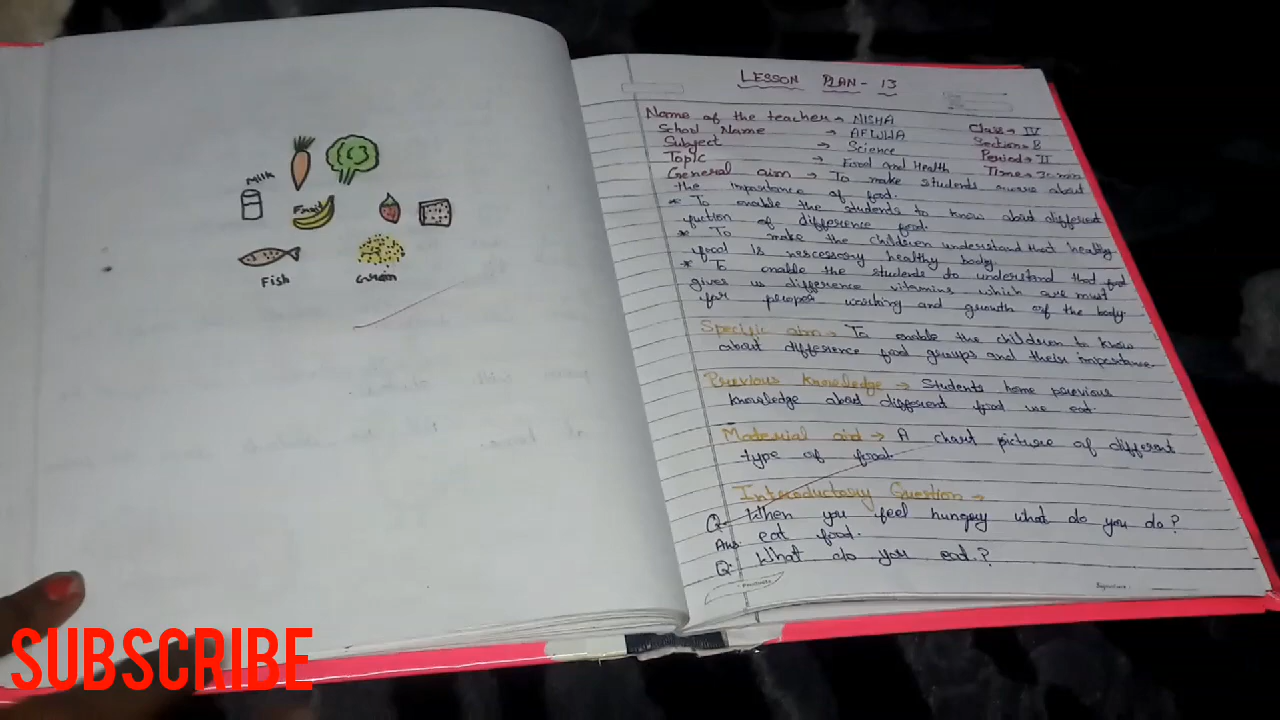 Milk
Fruit
Fish
Grain
LESSON PLAN - 13
Name of the teacher → NISHA
Class → IV
School Name → AFWWA
Section → B
Subject → Science
Period → II
Topic → Food and Health
Time → 30 min
General aim → To make students aware about
the importance of food.
* To enable the students to know about different
fuction of difference food.
* To make the children understand that healthy
food is nescessory healthy body.
* To enable the students to understand that food
gives us difference vitamins which are must
for proper working and growth of the body
Specific aim → To enable the children to know
about difference food groups and their importance
Previous knowledge → Students have previous
knowledge about different food we eat.
Material aid → A chart picture of different
type of food.
Introductory Question →
Q- When you feel hungry what do you do?
Ans eat food.
Q- What do you eat.?
SUBSCRIBE